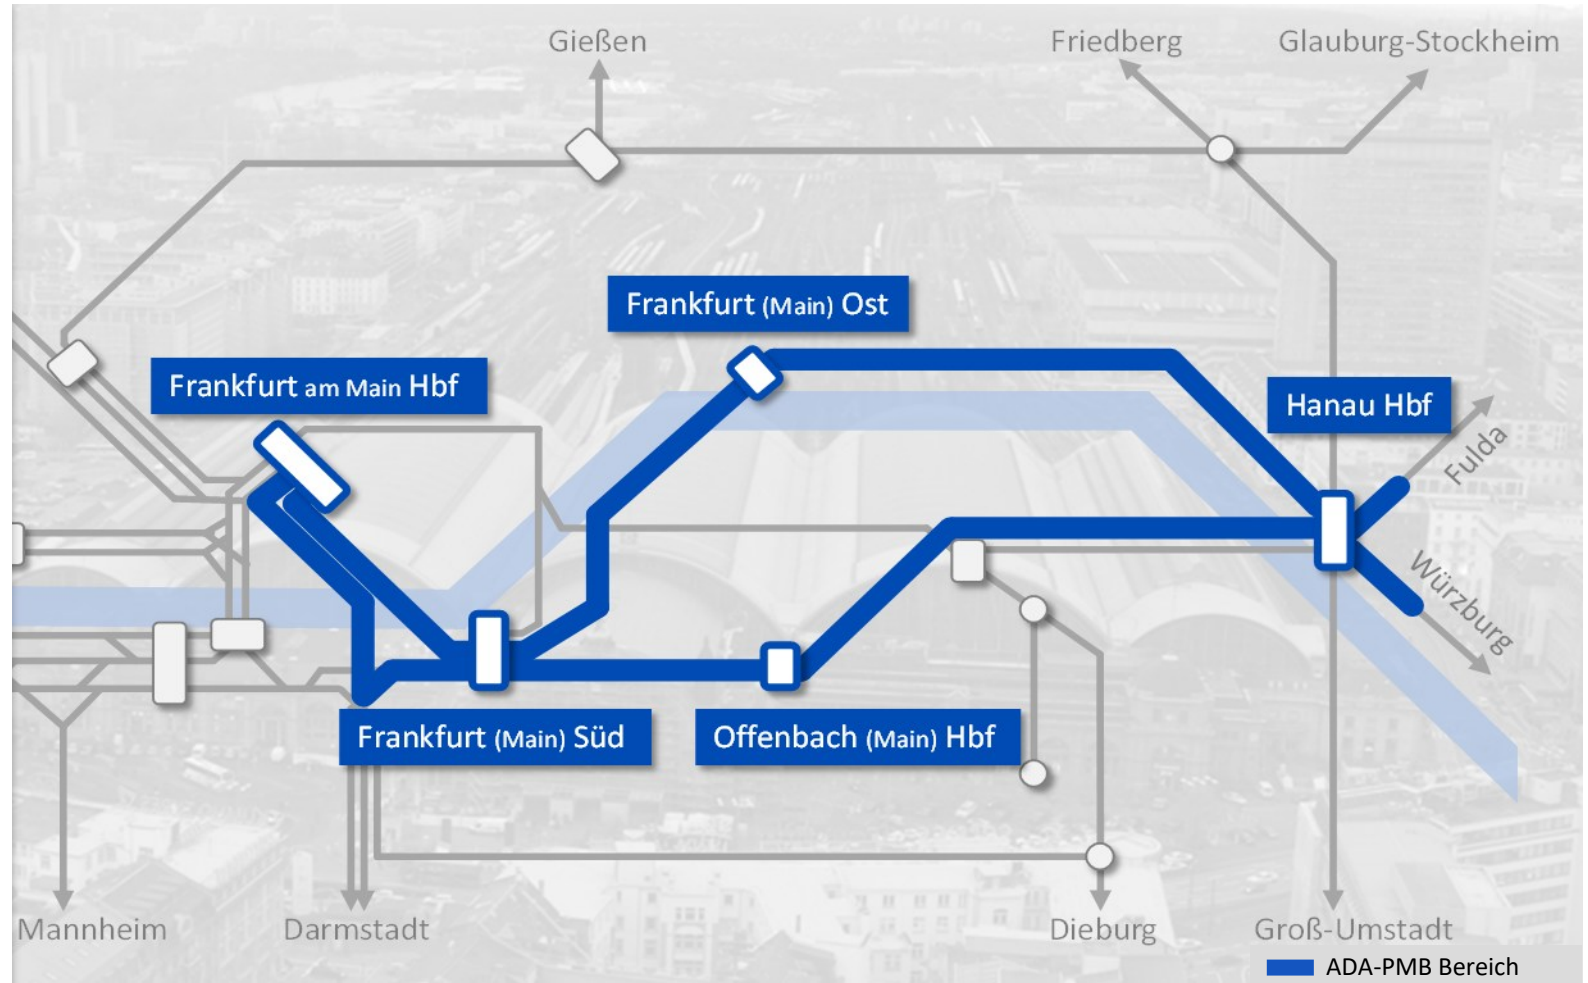 Gießen
Friedberg
Glauburg-Stockheim
Frankfurt (Main) Ost
Frankfurt am Main Hbf
Hanau Hbf
Fulda
Würzburg
Frankfurt (Main) Süd
Offenbach (Main) Hbf
Mannheim
Darmstadt
Dieburg
Groß-Umstadt
ADA-PMB Bereich